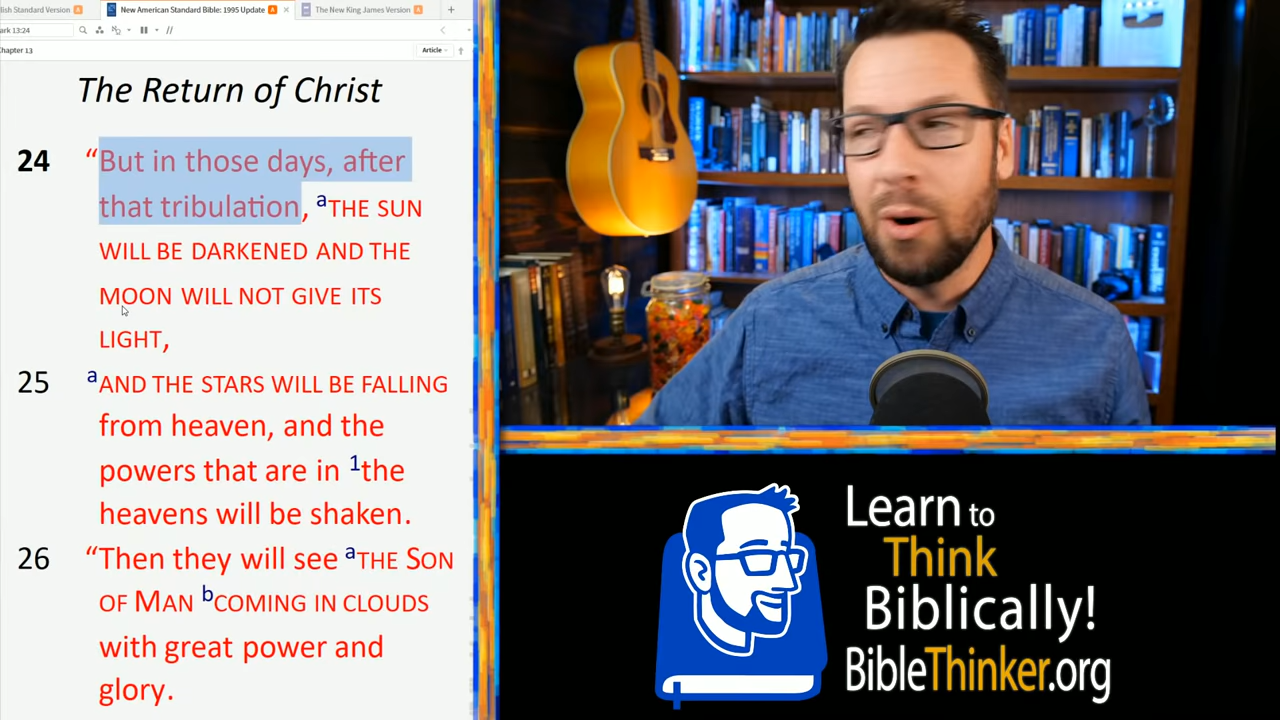 lish Standard Version A
New American Standard Bible: 1995 Update A ×
The New King James Version A
+
ark 13:24
Chapter 13
Article
The Return of Christ
24 “But in those days, after
that tribulation, aTHE SUN
WILL BE DARKENED AND THE
MOON WILL NOT GIVE ITS
LIGHT,
25 aAND THE STARS WILL BE FALLING
from heaven, and the
powers that are in 1the
heavens will be shaken.
26 “Then they will see aTHE SON
OF MAN bCOMING IN CLOUDS
with great power and
glory.
Learn to
Think
Biblically!
BibleThinker.org